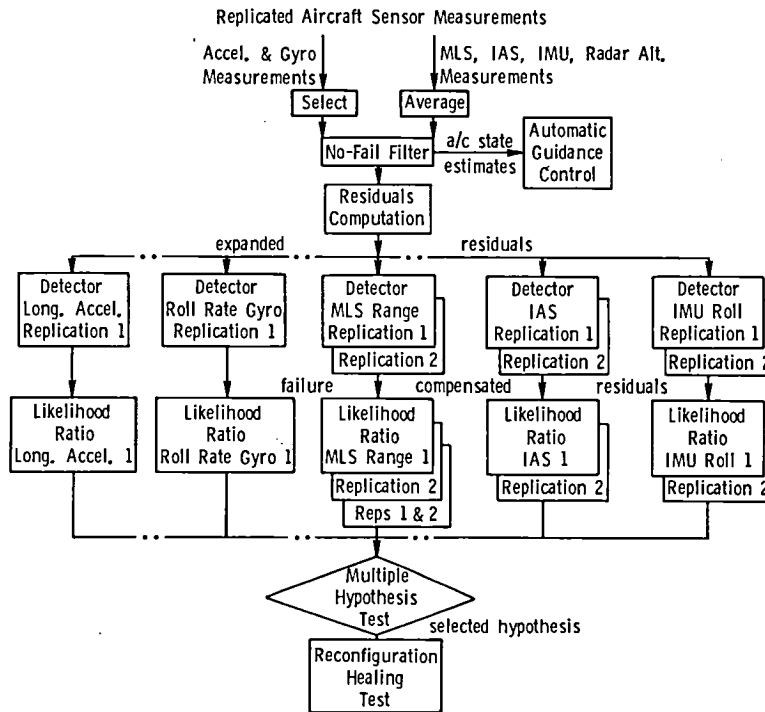 Replicated Aircraft Sensor Measurements
Accel. & Gyro
Measurements
MLS, IAS, IMU, Radar Alt.
Measurements
Select
Average
No-Fail Filter
a/c state
estimates
Automatic
Guidance
Control
Residuals
Computation
expanded
residuals
Detector
Long. Accel.
Replication 1
Detector
Roll Rate Gyro
Replication 1
Detector
MLS Range
Replication 1
Replication 2
Detector
IAS
Replication 1
Replication 2
Detector
IMU Roll
Replication 1
Replication 2
failure
compensated
residuals
Likelihood
Ratio
Long. Accel. 1
Likelihood
Ratio
Roll Rate Gyro 1
Likelihood
Ratio
MLS Range 1
Replication 2
Reps 1 & 2
Likelihood
Ratio
IAS 1
Replication 2
Likelihood
Ratio
IMU Roll 1
Replication 2
Multiple
Hypothesis
Test
selected hypothesis
Reconfiguration
Healing
Test